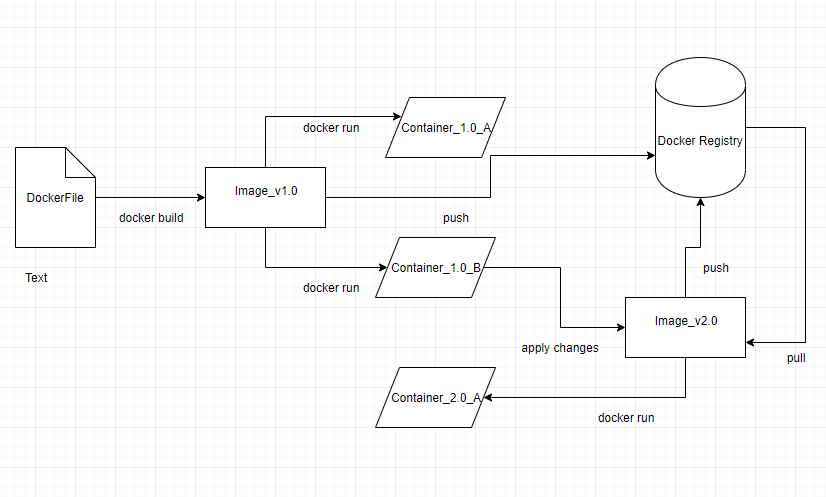 docker run
Container_1.0_A
Docker Registry
DockerFile
docker build
Image_v1.0
push
Text
docker run
Container_1.0_B
push
apply changes
Image_v2.0
pull
Container_2.0_A
docker run